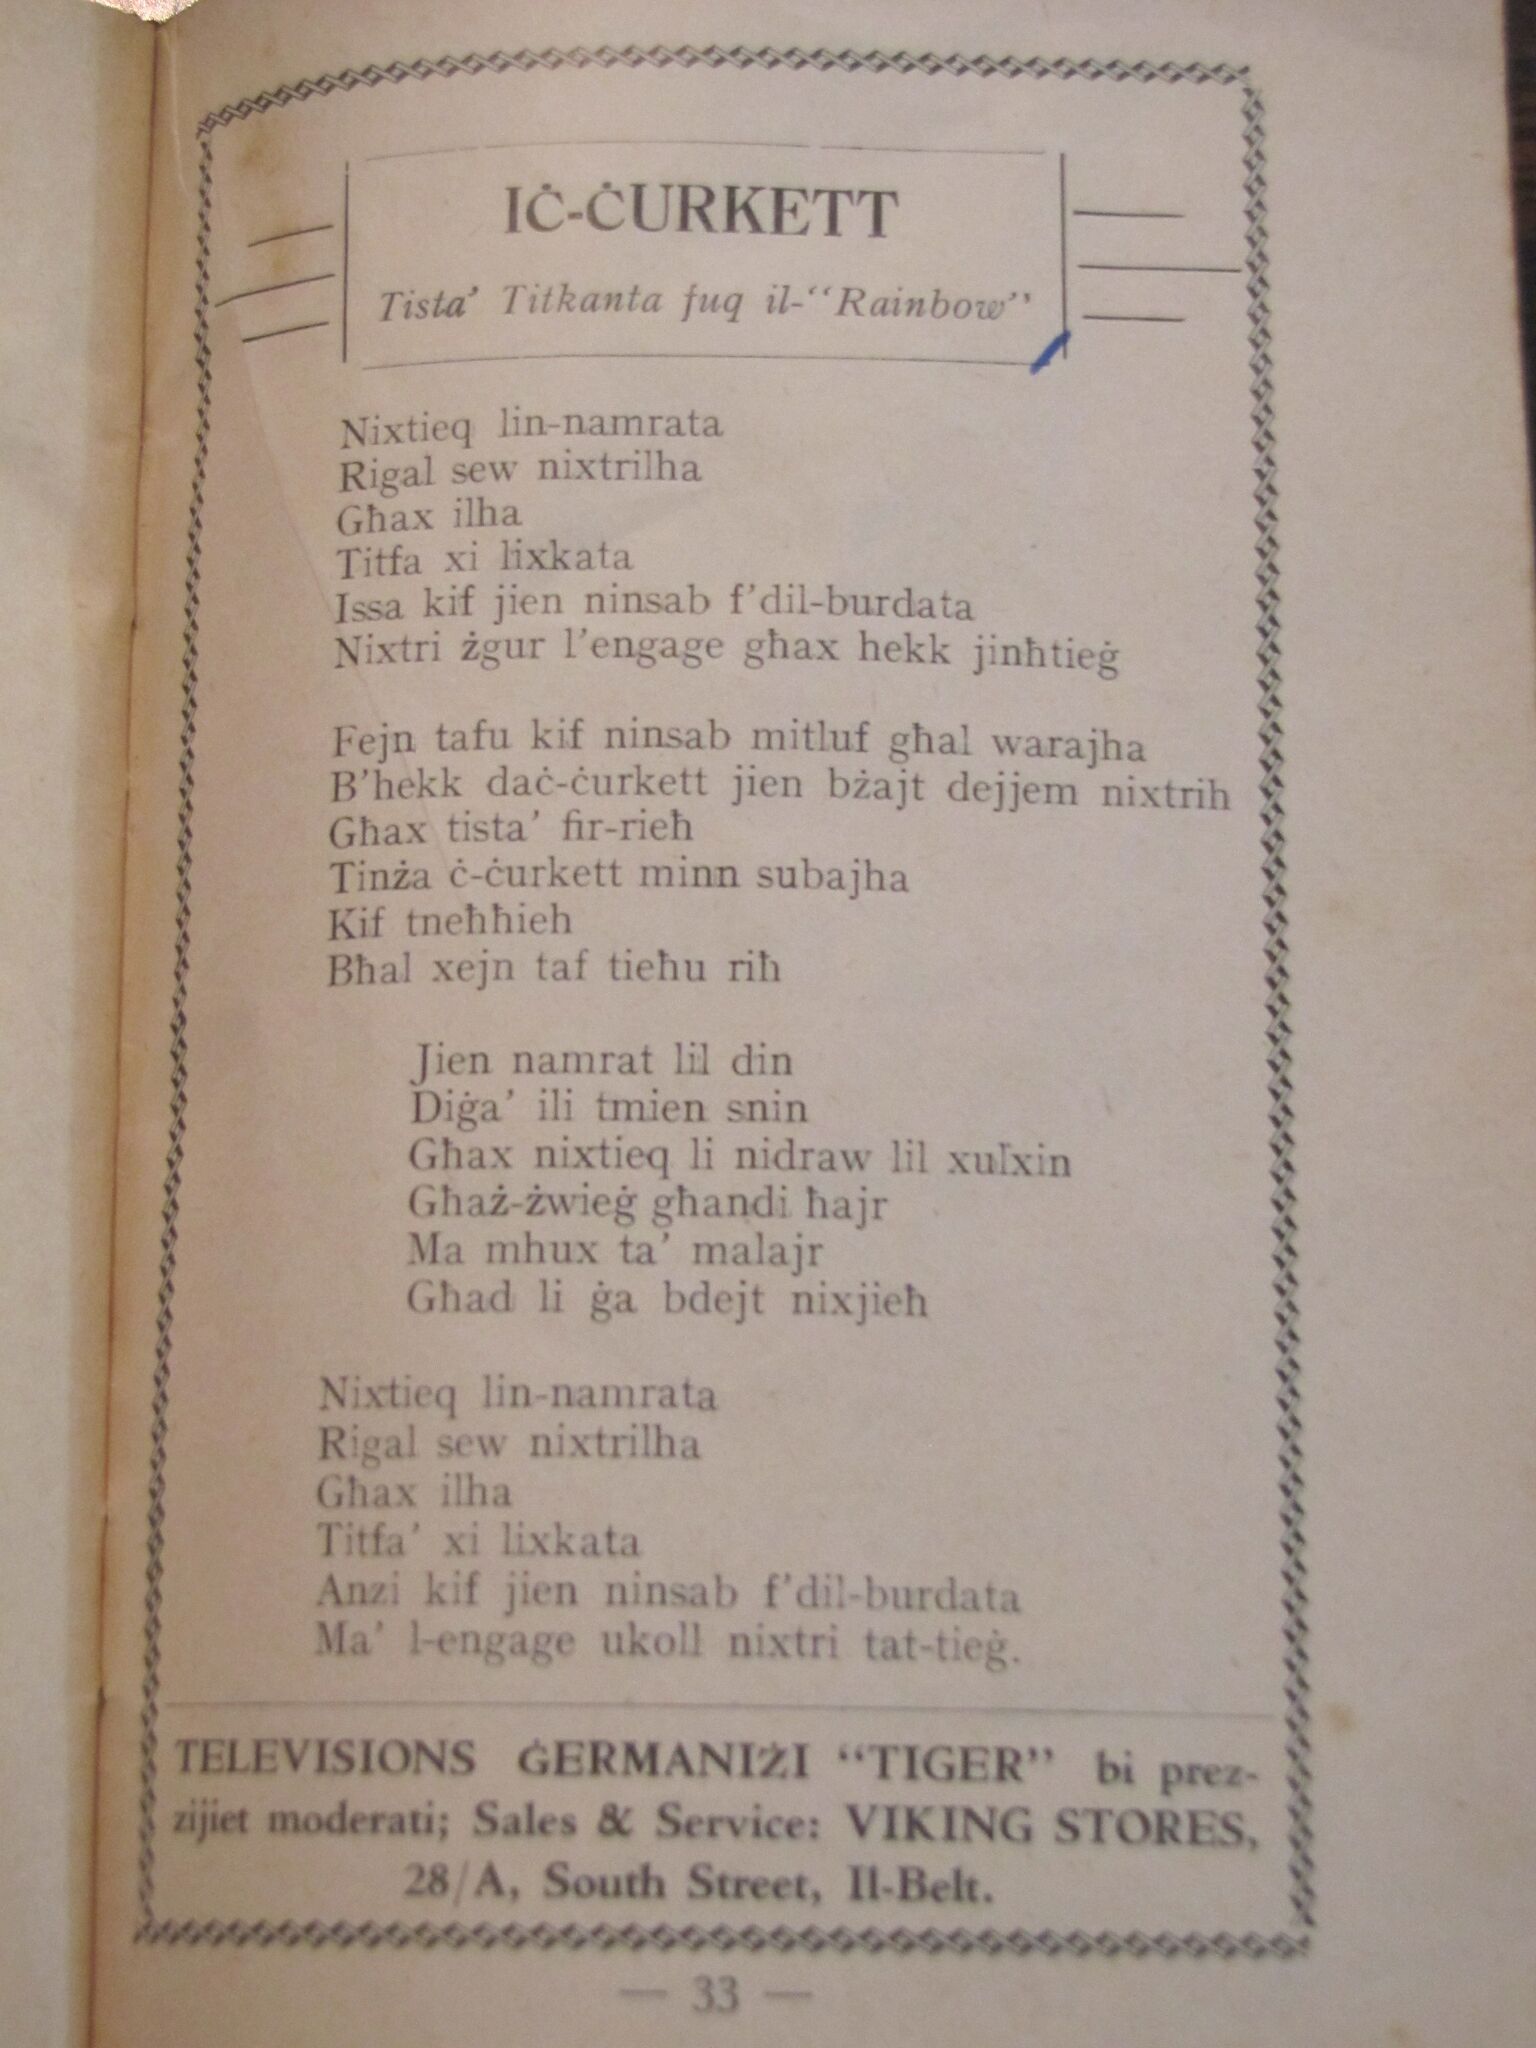 IĊ-ĊURKETT
Tista' Titkanta fuq il-"Rainbow"
Nixtieq lin-namrata
Rigal sew nixtrilha
Għax ilha
Titfa xi lixkata
Issa kif jien ninsab f'dil-burdata
Nixtri żgur l'engage għax hekk jinħtieġ
Fejn tafu kif ninsab mitluf għal warajha
B'hekk daċ-ċurkett jien bżajt dejjem nixtrih
Għax tista' fir-rieħ
Tinża ċ-ċurkett minn subajha
Kif tneħħieh
Bħal xejn taf tieħu riħ
Jien namrat lil din
Diġa' ili tmien snin
Għax nixtieq li nidraw lil xulxin
Għaż-żwieġ għandi ħajr
Ma mhux ta' malajr
Għad li ġa bdejt nixjieħ
Nixtieq lin-namrata
Rigal sew nixtrilha
Għax ilha
Titfa' xi lixkata
Anzi kif jien ninsab f'dil-burdata
Ma' l-engage ukoll nixtri tat-tieġ.
TELEVISIONS ĠERMANIŻI "TIGER" bi prez-
zijiet moderati; Sales & Service: VIKING STORES,
28/A, South Street, Il-Belt.
— 33 —